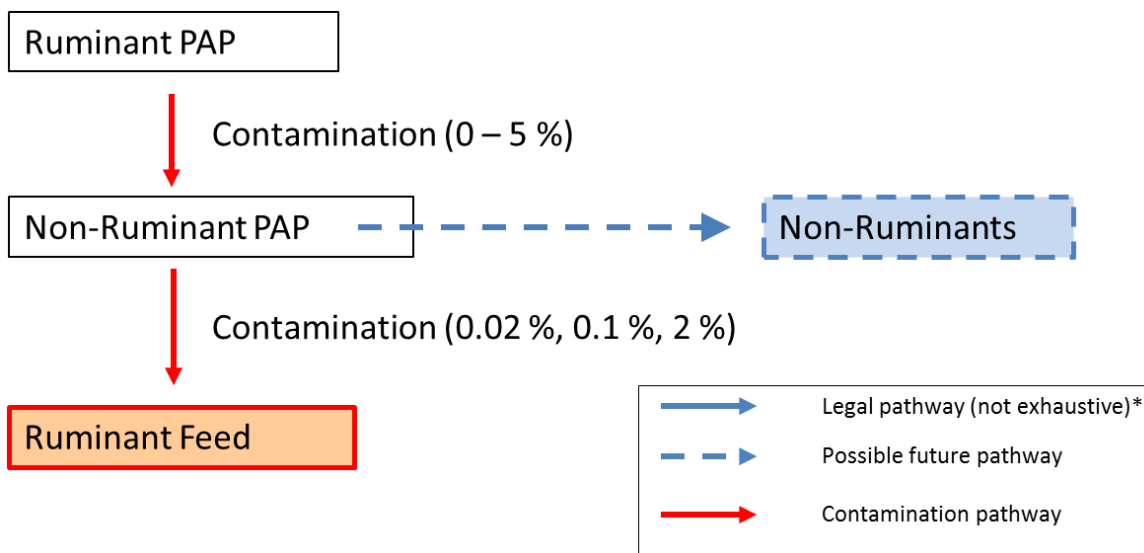 Ruminant PAP
Contamination (0 – 5 %)
Non-Ruminant PAP
Non-Ruminants
Contamination (0.02 %, 0.1 %, 2 %)
Ruminant Feed
Legal pathway (not exhaustive)*
Possible future pathway
Contamination pathway